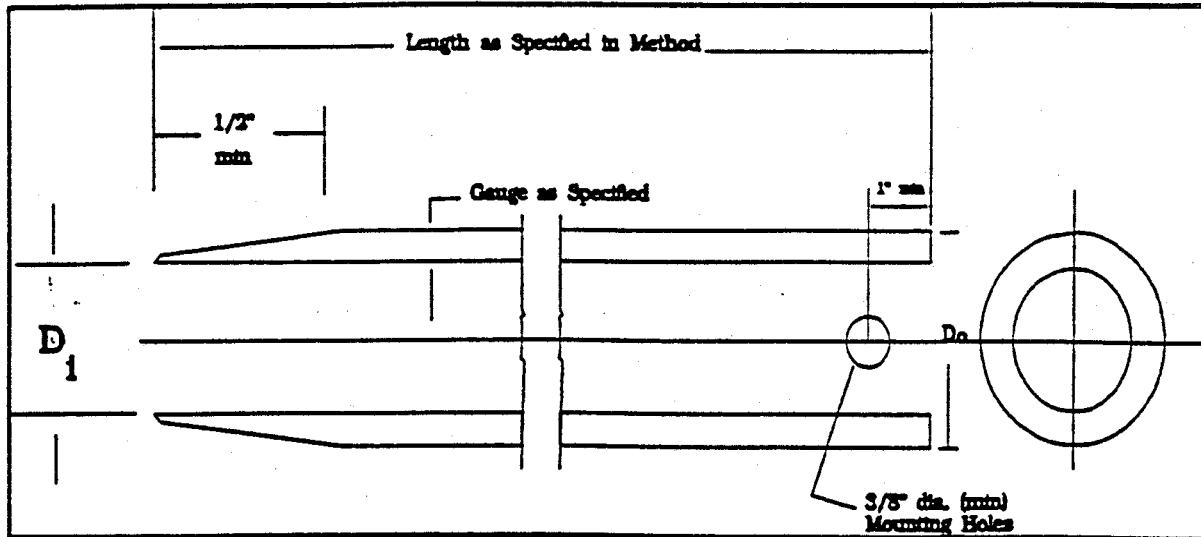 Length as Specified in Method
1/2"
min
Gauge as Specified
1" min
D1
Do
3/8" dia. (min)
Mounting Holes